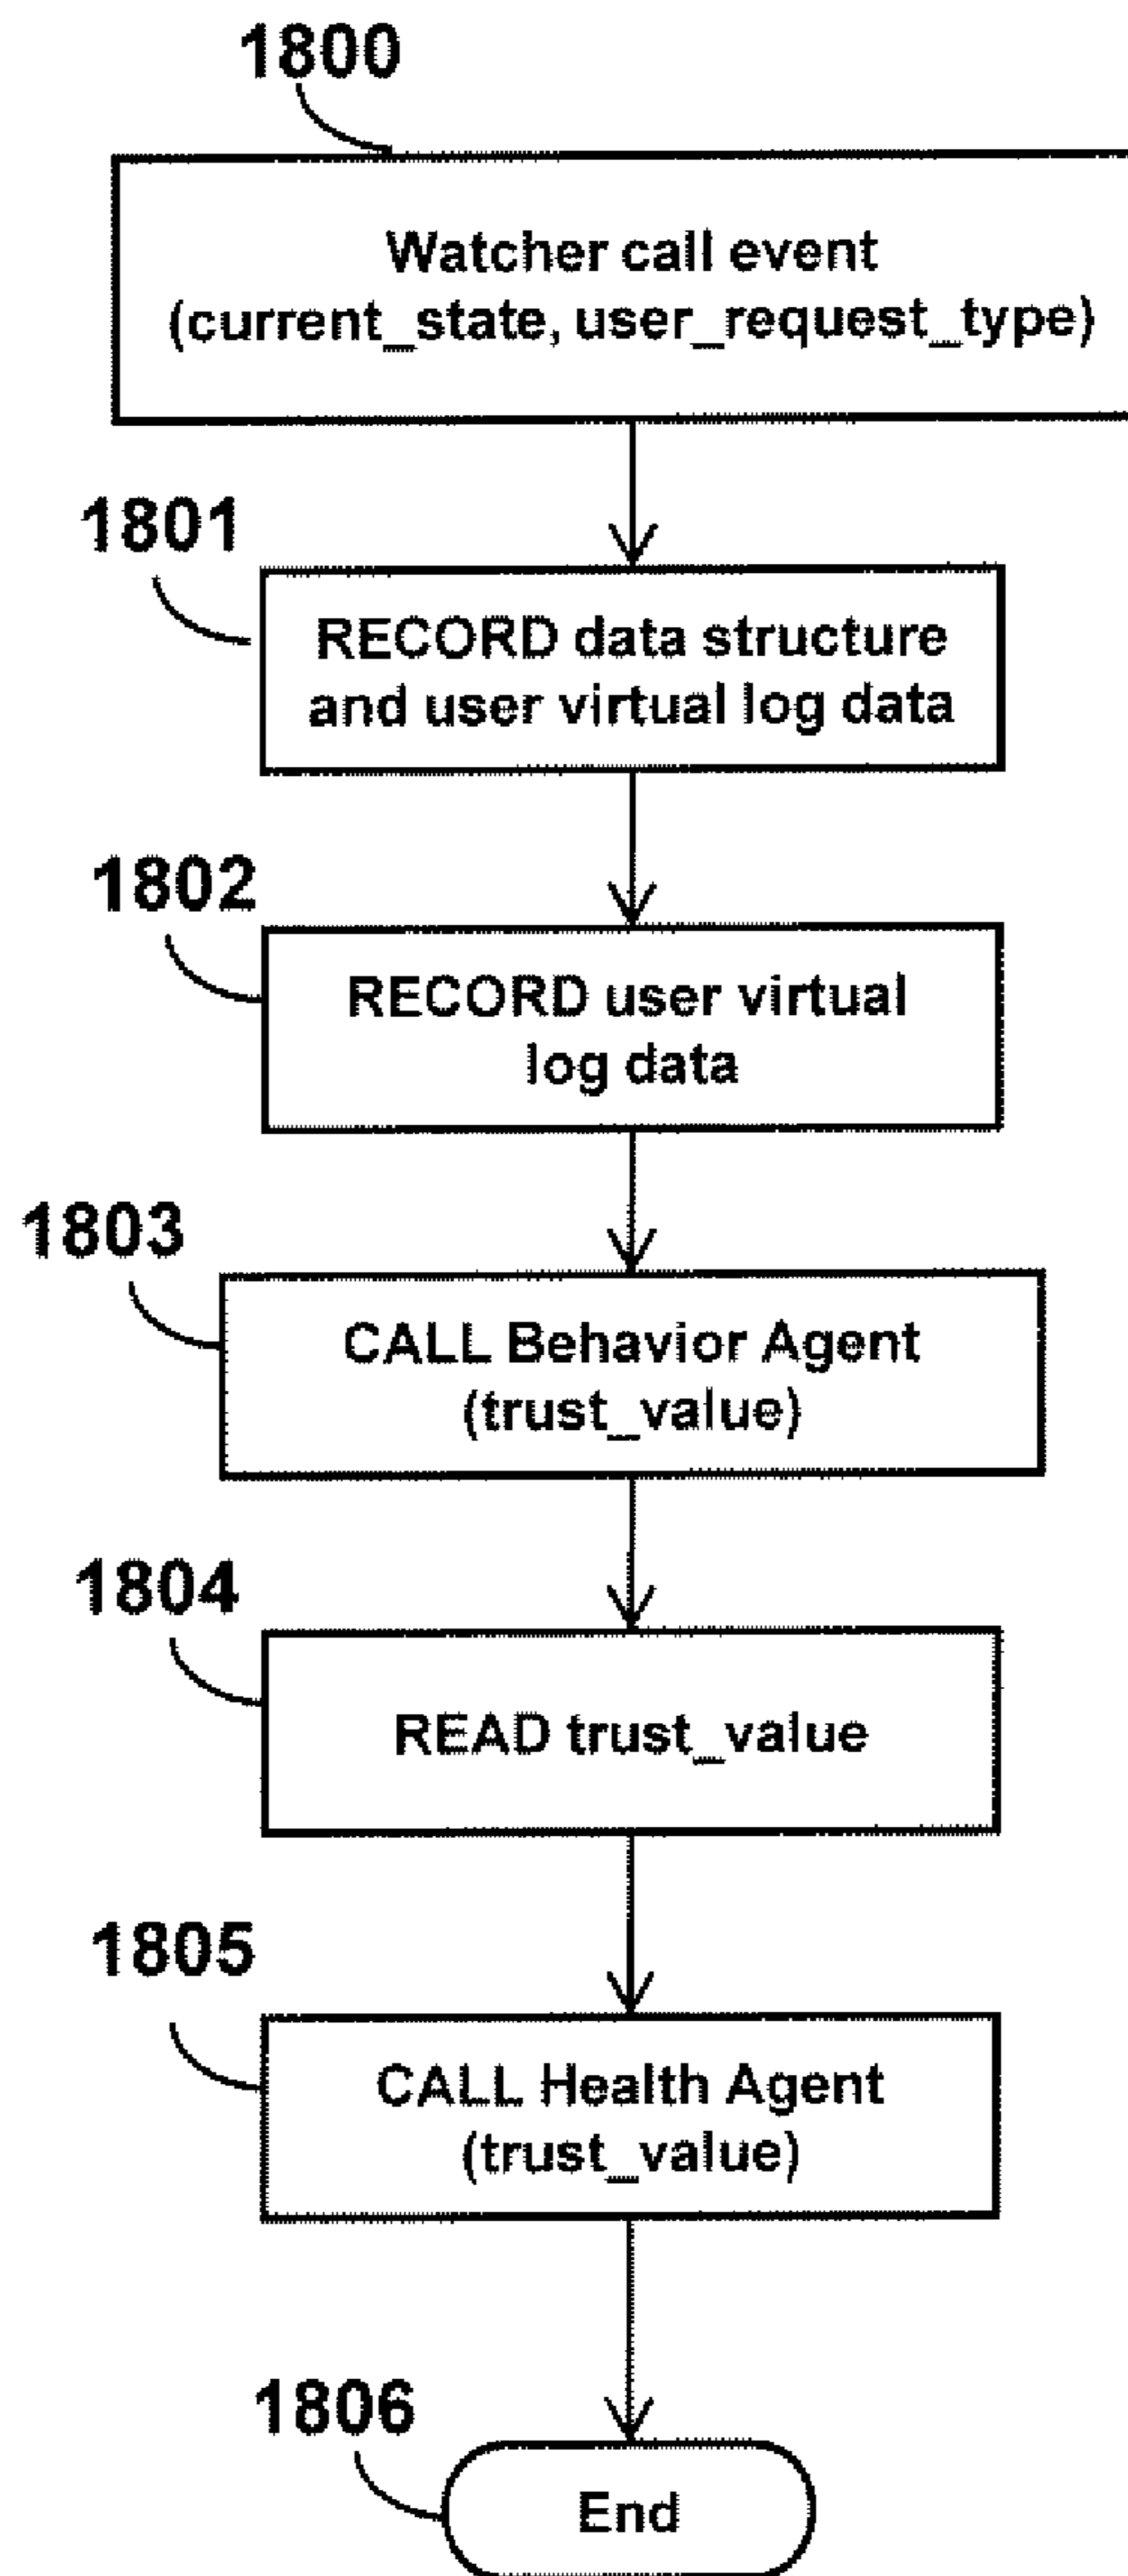 1800
Watcher call event
(current_state, user_request_type)
1801
RECORD data structure
and user virtual log data
1802
RECORD user virtual
log data
1803
CALL Behavior Agent
(trust_value)
1804
READ trust_value
1805
CALL Health Agent
(trust_value)
1806
End